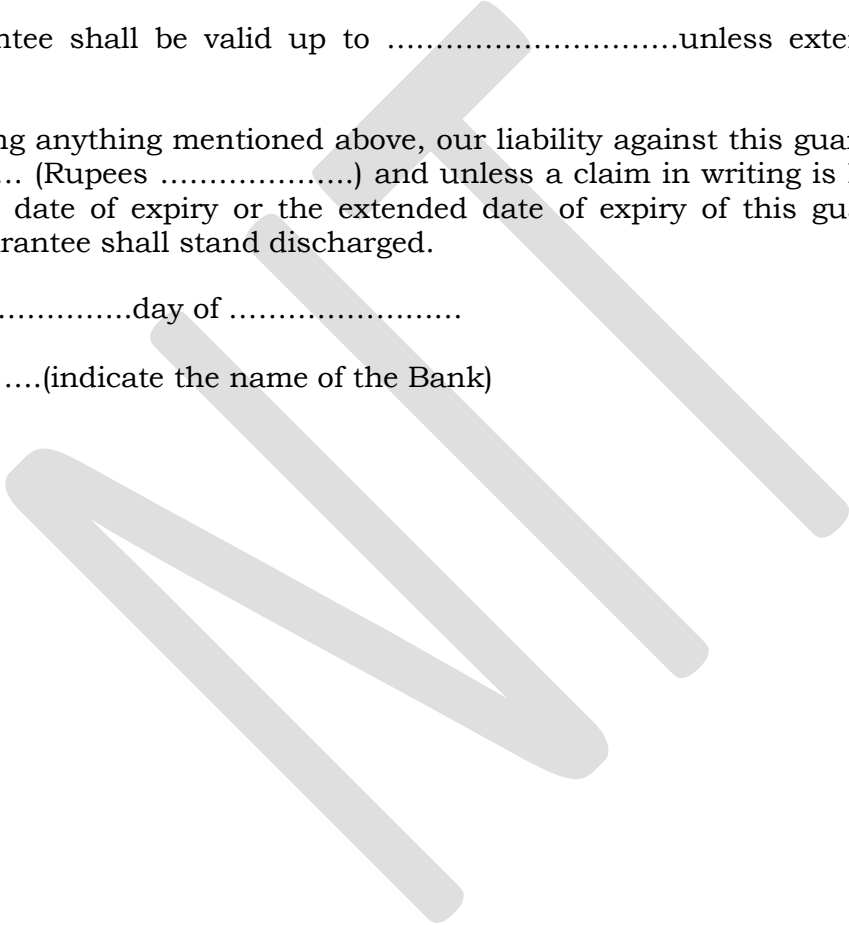 ntee shall be valid up to …………………………unless exte
ng anything mentioned above, our liability against this guar
… (Rupees ………………..) and unless a claim in writing is
date of expiry or the extended date of expiry of this gu
rantee shall stand discharged.
…………..day of ……………………
….(indicate the name of the Bank)
NIT